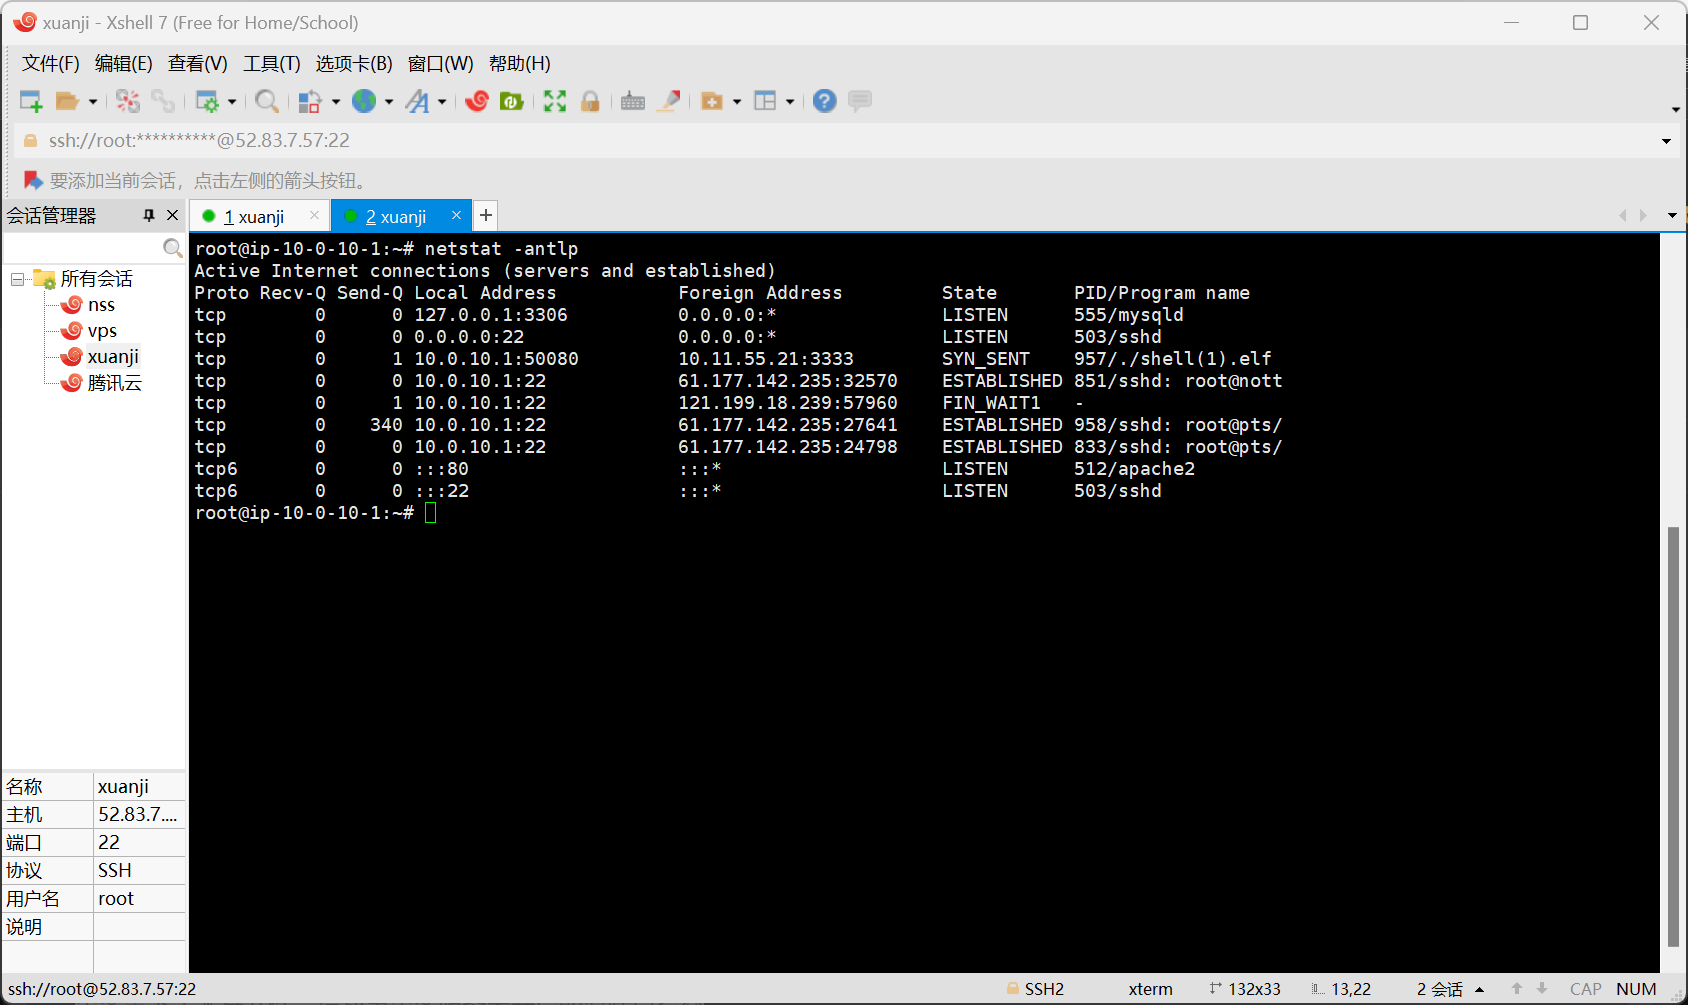 xuanji - Xshell 7 (Free for Home/School)
文件(F) 编辑(E) 查看(V) 工具(T) 选项卡(B) 窗口(W) 帮助(H)
ssh://root:**********@52.83.7.57:22
要添加当前会话，点击左侧的箭头按钮。
会话管理器
1 xuanji
2 xuanji
所有会话
nss
vps
xuanji
腾讯云
root@ip-10-0-10-1:~# netstat -antlp
Active Internet connections (servers and established)
Proto Recv-Q Send-Q Local Address           Foreign Address         State       PID/Program name
tcp        0      0 127.0.0.1:3306          0.0.0.0:*               LISTEN      555/mysqld
tcp        0      0 0.0.0.0:22              0.0.0.0:*               LISTEN      503/sshd
tcp        0      1 10.0.10.1:50080         10.11.55.21:3333        SYN_SENT    957/./shell(1).elf
tcp        0      0 10.0.10.1:22            61.177.142.235:32570    ESTABLISHED 851/sshd: root@nott
tcp        0      1 10.0.10.1:22            121.199.18.239:57960    FIN_WAIT1   -
tcp        0    340 10.0.10.1:22            61.177.142.235:27641    ESTABLISHED 958/sshd: root@pts/
tcp        0      0 10.0.10.1:22            61.177.142.235:24798    ESTABLISHED 833/sshd: root@pts/
tcp6       0      0 :::80                   :::*                    LISTEN      512/apache2
tcp6       0      0 :::22                   :::*                    LISTEN      503/sshd
root@ip-10-0-10-1:~#
名称 xuanji
主机 52.83.7....
端口 22
协议 SSH
用户名 root
说明
ssh://root@52.83.7.57:22 SSH2 xterm 132x33 13,22 2 会话 CAP NUM